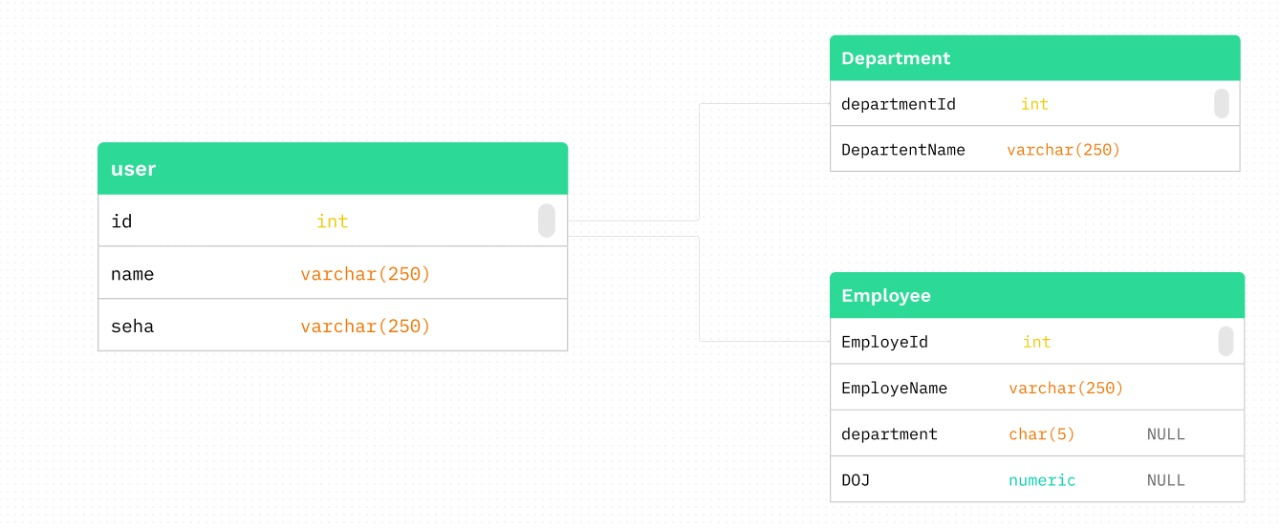 user
id int
name varchar(250)
seha varchar(250)
Department
departmentId int
DepartentName varchar(250)
Employee
EmployeId int
EmployeName varchar(250)
department char(5) NULL
DOJ numeric NULL